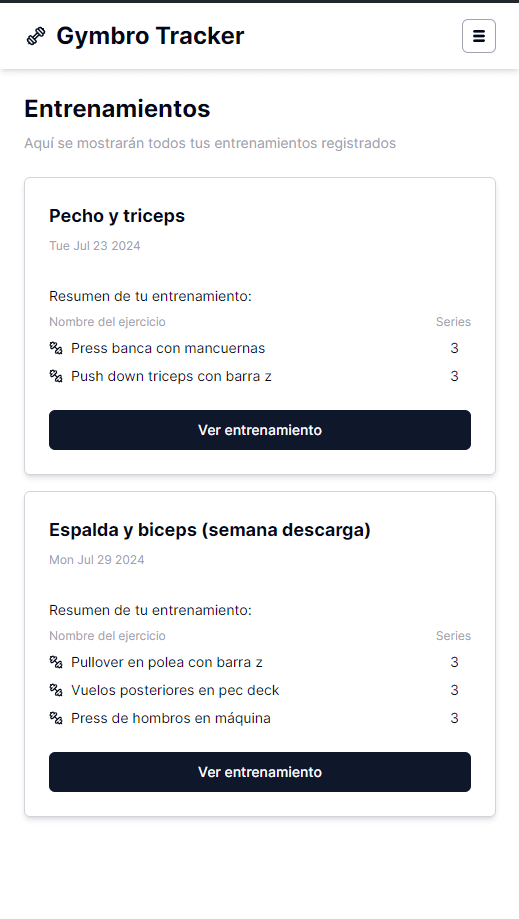 Gymbro Tracker
Entrenamientos
Aquí se mostrarán todos tus entrenamientos registrados
Pecho y triceps
Tue Jul 23 2024
Resumen de tu entrenamiento:
Nombre del ejercicio Series
Press banca con mancuernas 3
Push down triceps con barra z 3
Ver entrenamiento
Espalda y biceps (semana descarga)
Mon Jul 29 2024
Resumen de tu entrenamiento:
Nombre del ejercicio Series
Pullover en polea con barra z 3
Vuelos posteriores en pec deck 3
Press de hombros en máquina 3
Ver entrenamiento